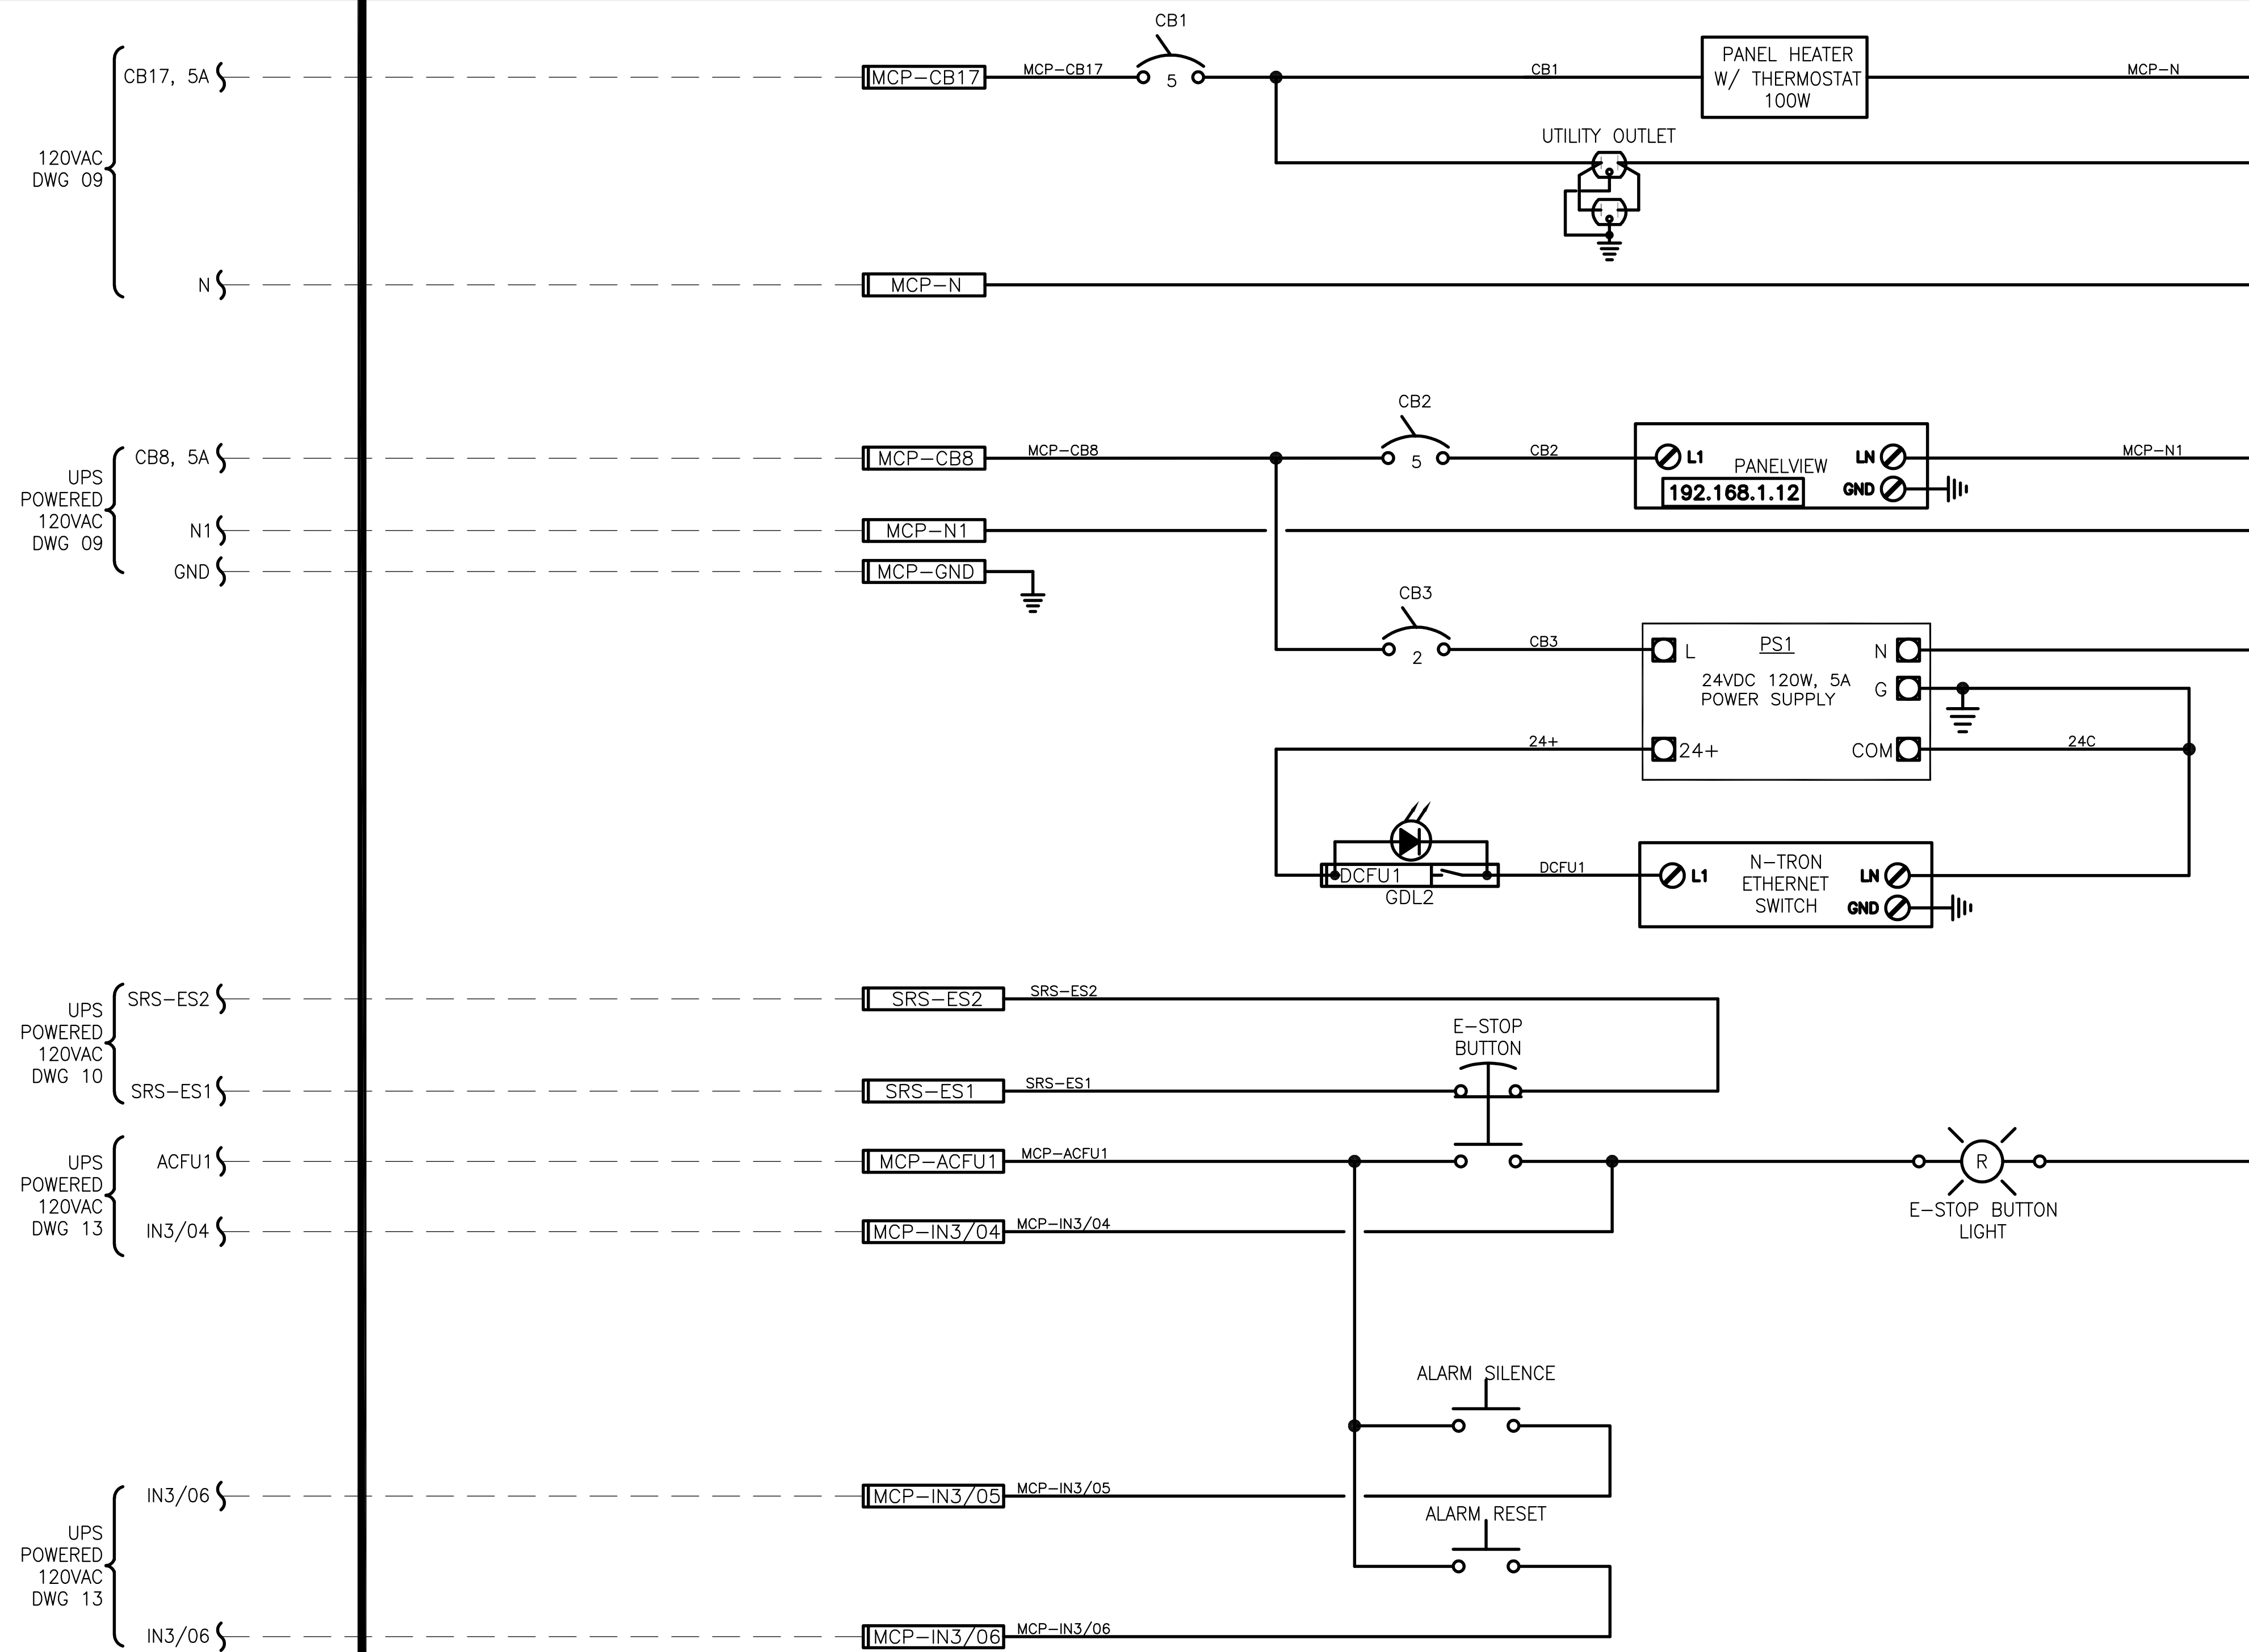 CB1
CB17, 5A
MCP-CB17
MCP-CB17
5
CB1
PANEL HEATER
W/ THERMOSTAT
100W
MCP-N
UTILITY OUTLET
120VAC
DWG 09
N
MCP-N
CB2
CB8, 5A
MCP-CB8
MCP-CB8
5
CB2
L1
PANELVIEW
192.168.1.12
LN
GND
MCP-N1
UPS
POWERED
120VAC
DWG 09
N1
MCP-N1
GND
MCP-GND
CB3
2
CB3
L
PS1
N
24VDC 120W, 5A
POWER SUPPLY
G
24+
24+
COM
24C
DCFU1
GDL2
DCFU1
L1
N-TRON
ETHERNET
SWITCH
LN
GND
UPS
POWERED
120VAC
DWG 10
SRS-ES2
SRS-ES2
SRS-ES2
E-STOP
BUTTON
SRS-ES1
SRS-ES1
SRS-ES1
UPS
POWERED
120VAC
DWG 13
ACFU1
MCP-ACFU1
MCP-ACFU1
R
E-STOP BUTTON
LIGHT
IN3/04
MCP-IN3/04
MCP-IN3/04
ALARM SILENCE
IN3/06
MCP-IN3/05
MCP-IN3/05
ALARM RESET
UPS
POWERED
120VAC
DWG 13
IN3/06
MCP-IN3/06
MCP-IN3/06